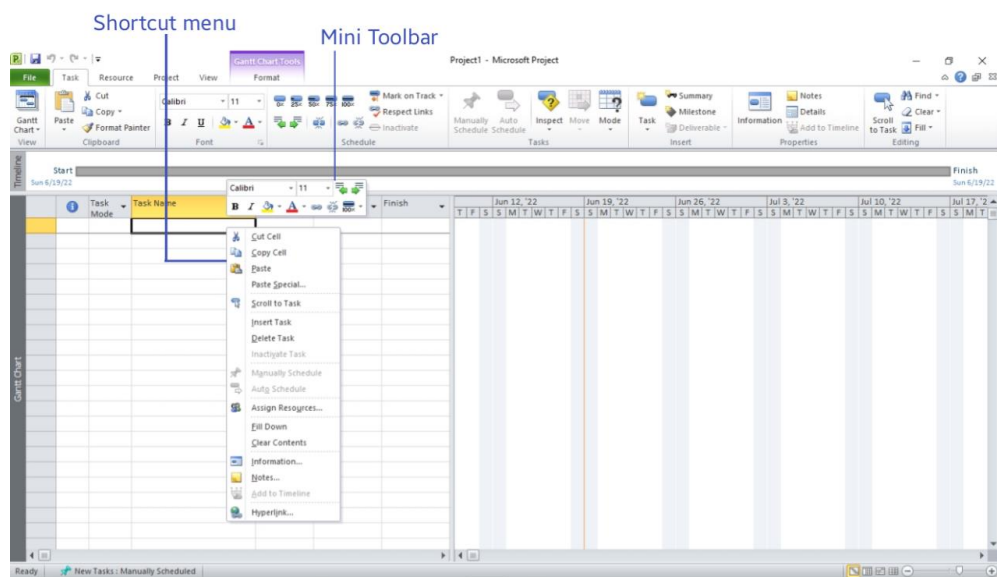 Shortcut menu
Mini Toolbar
Gantt Chart Tools
Project1 - Microsoft Project
File Task Resource Project View Format
Gantt Chart
View
Paste
Cut
Copy
Format Painter
Clipboard
Calibri 11
B I U A
Font
0% 25% 50% 75% 100%
Mark on Track
Respect Links
Inactivate
Schedule
Manually Schedule
Auto Schedule
Inspect
Move
Mode
Tasks
Task
Summary
Milestone
Deliverable
Insert
Information
Notes
Details
Add to Timeline
Properties
Scroll to Task
Find
Clear
Fill
Editing
Timeline
Start
Sun 6/19/22
Finish
Sun 6/19/22
Calibri 11
B I A
Task Mode
Task Name
Finish
Jun 12, '22 Jun 19, '22 Jun 26, '22 Jul 3, '22 Jul 10, '22 Jul 17, '2
T F S S M T W T F S S M T W T F S S M T W T F S S M T W T F S S M T W T F S S M T
Cut Cell
Copy Cell
Paste
Paste Special...
Scroll to Task
Insert Task
Delete Task
Inactivate Task
Manually Schedule
Auto Schedule
Assign Resources...
Fill Down
Clear Contents
Information...
Notes...
Add to Timeline
Hyperlink...
Gantt Chart
Ready New Tasks : Manually Scheduled